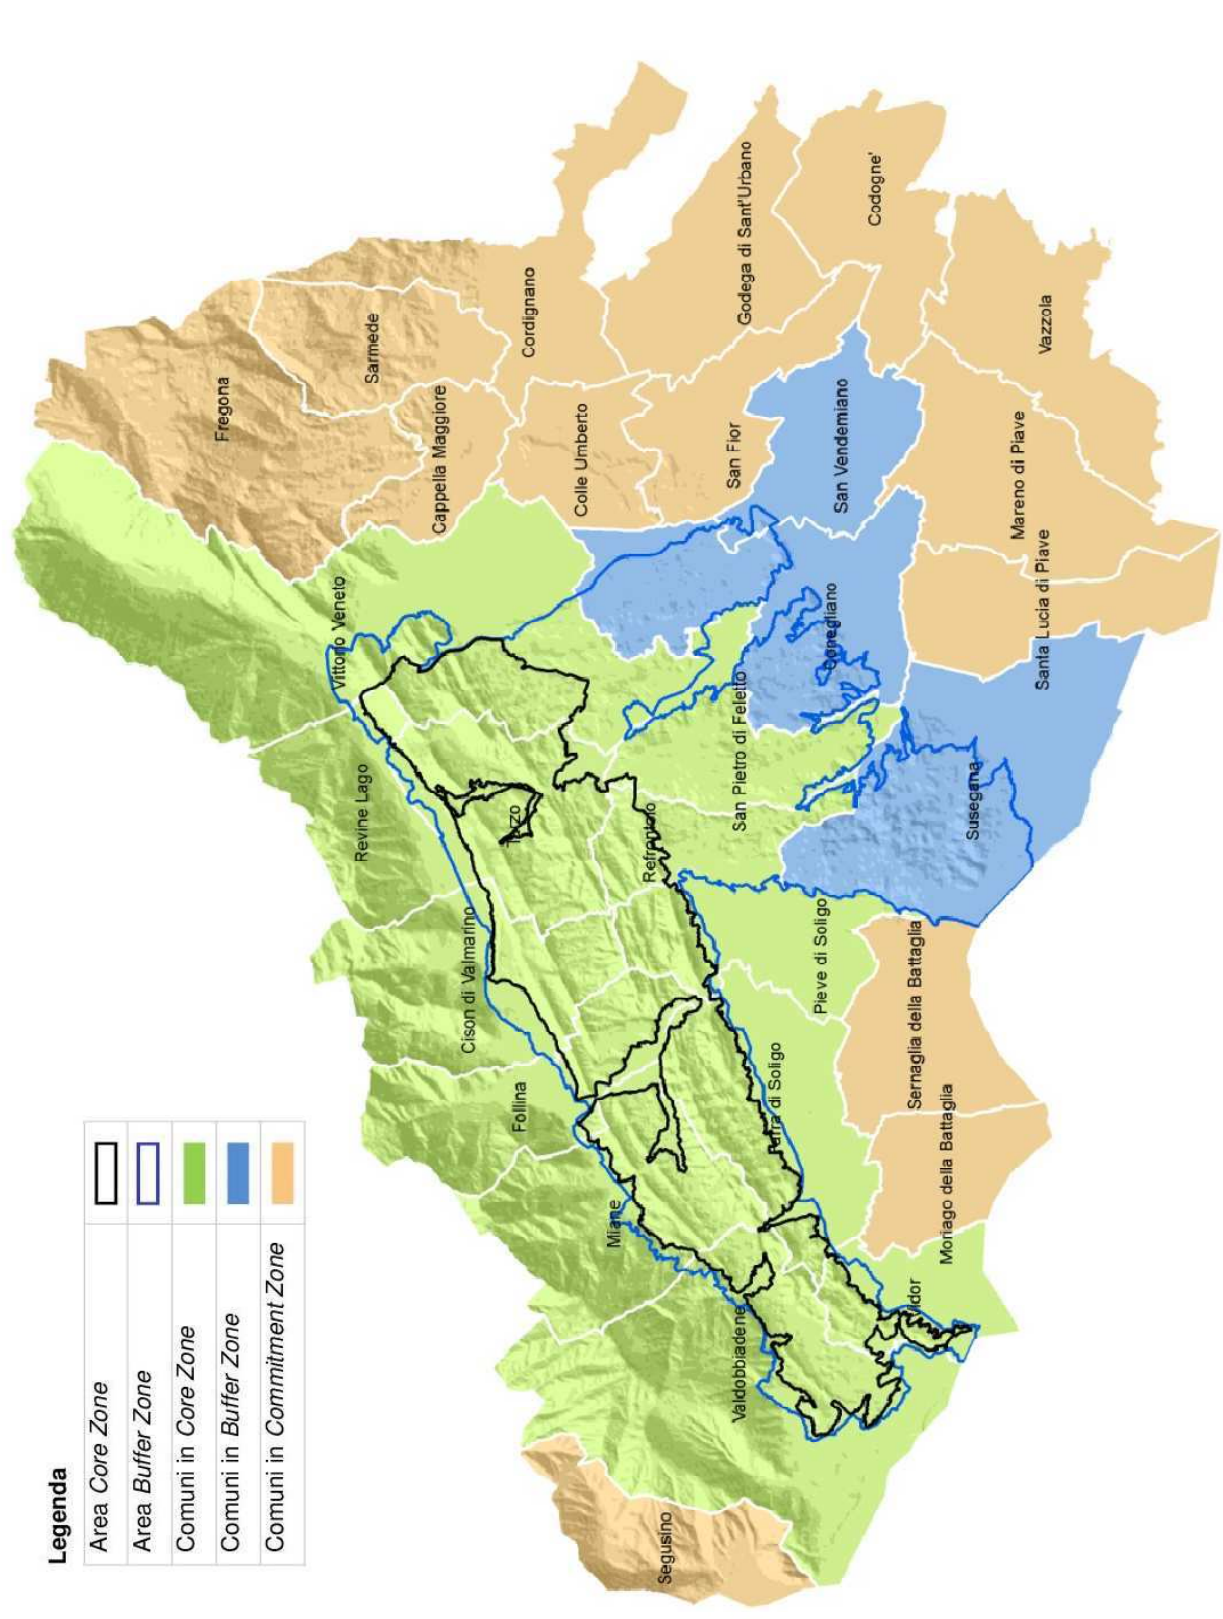 Legenda
Area Core Zone
Area Buffer Zone
Comuni in Core Zone
Comuni in Buffer Zone
Comuni in Commitment Zone
Fregona
Vittorio Veneto
Revine Lago
Sarmede
Cappella Maggiore
Cison di Valmarino
Tarzo
Follina
Cordignano
Colle Umberto
Miane
Refrontolo
Segusino
San Fior
Valdobbiadene
San Pietro di Feletto
Godega di Sant'Urbano
Farra di Soligo
Pieve di Soligo
Conegliano
San Vendemiano
Codogne'
Vidor
Sernaglia della Battaglia
Moriago della Battaglia
Susegana
Mareno di Piave
Santa Lucia di Piave
Vazzola